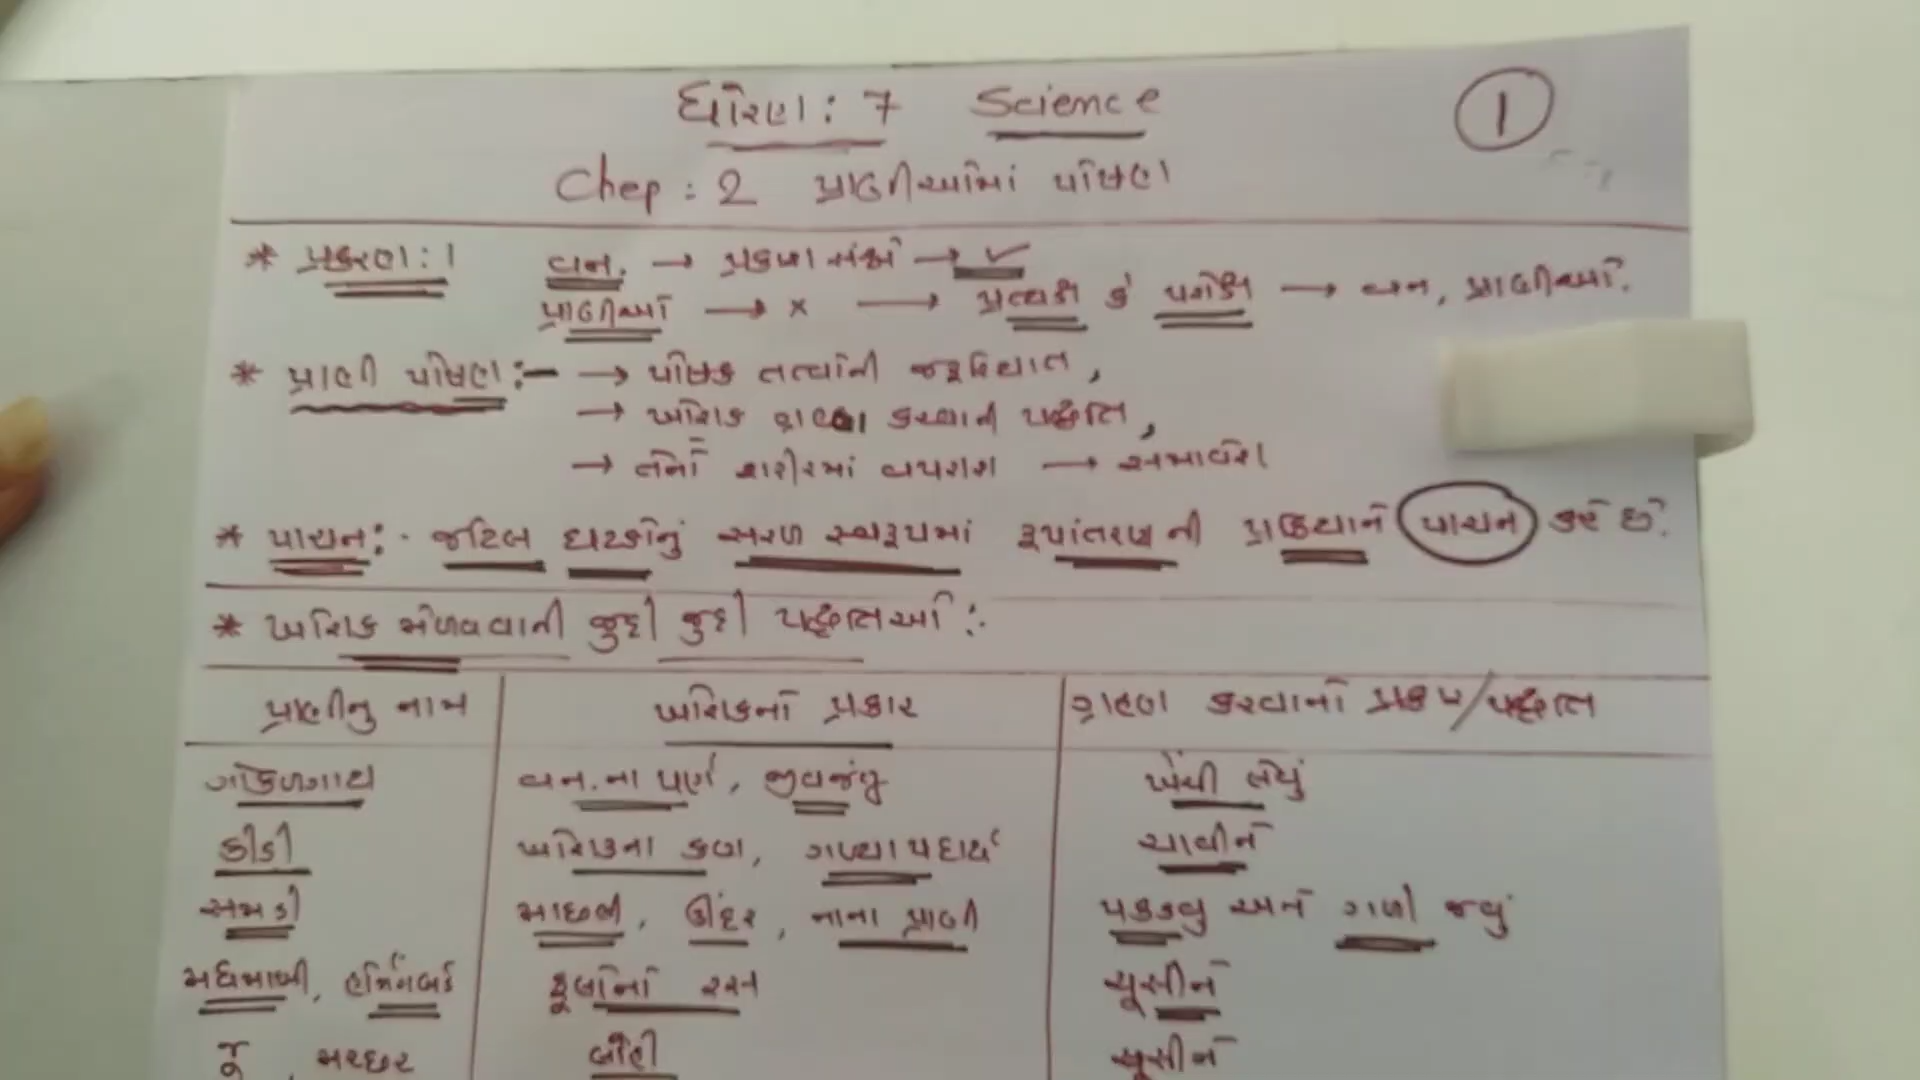 ધોરણ: 7 Science
1
Chep: 2 પ્રાણીઓમાં પોષણ
* પ્રકરણ: 1 વન. → પ્રકાશસંશ્લે → ✓
પ્રાણીઓ → × → પ્રત્યક્ષ કે પરોક્ષ → વન, પ્રાણીઓ.
* પ્રાણી પોષણ :- → પોષક તત્વોની જરૂરિયાત,
→ ખોરાક ગ્રહણ કરવાની પદ્ધતિ,
→ તેનો શરીરમાં વપરાશ → સમાવેશ
* પાચન: - જટિલ ઘટકોનું સરળ સ્વરૂપમાં રૂપાંતરણની પ્રક્રિયાને પાચન કહે છે.
* ખોરાક મેળવવાની જુદી જુદી પદ્ધતિઓ :-
પ્રાણીનુ નામ ખોરાકનો પ્રકાર ગ્રહણ કરવાનો પ્રકાર/પદ્ધતિ
ગોકળગાય વન.ના પર્ણ, જીવજંતુ ખેંચી લેવું
કીડી ખોરાકના કણ, ગળ્યા પદાર્થ ચાવીને
સમડી માછલી, ઊંદર, નાના પ્રાણી પકડવુ અને ગળી જવું
મધમાખી, હમિંગબર્ડ ફૂલોનો રસ ચૂસીને
જૂ, મચ્છર લોહી ચૂસીને